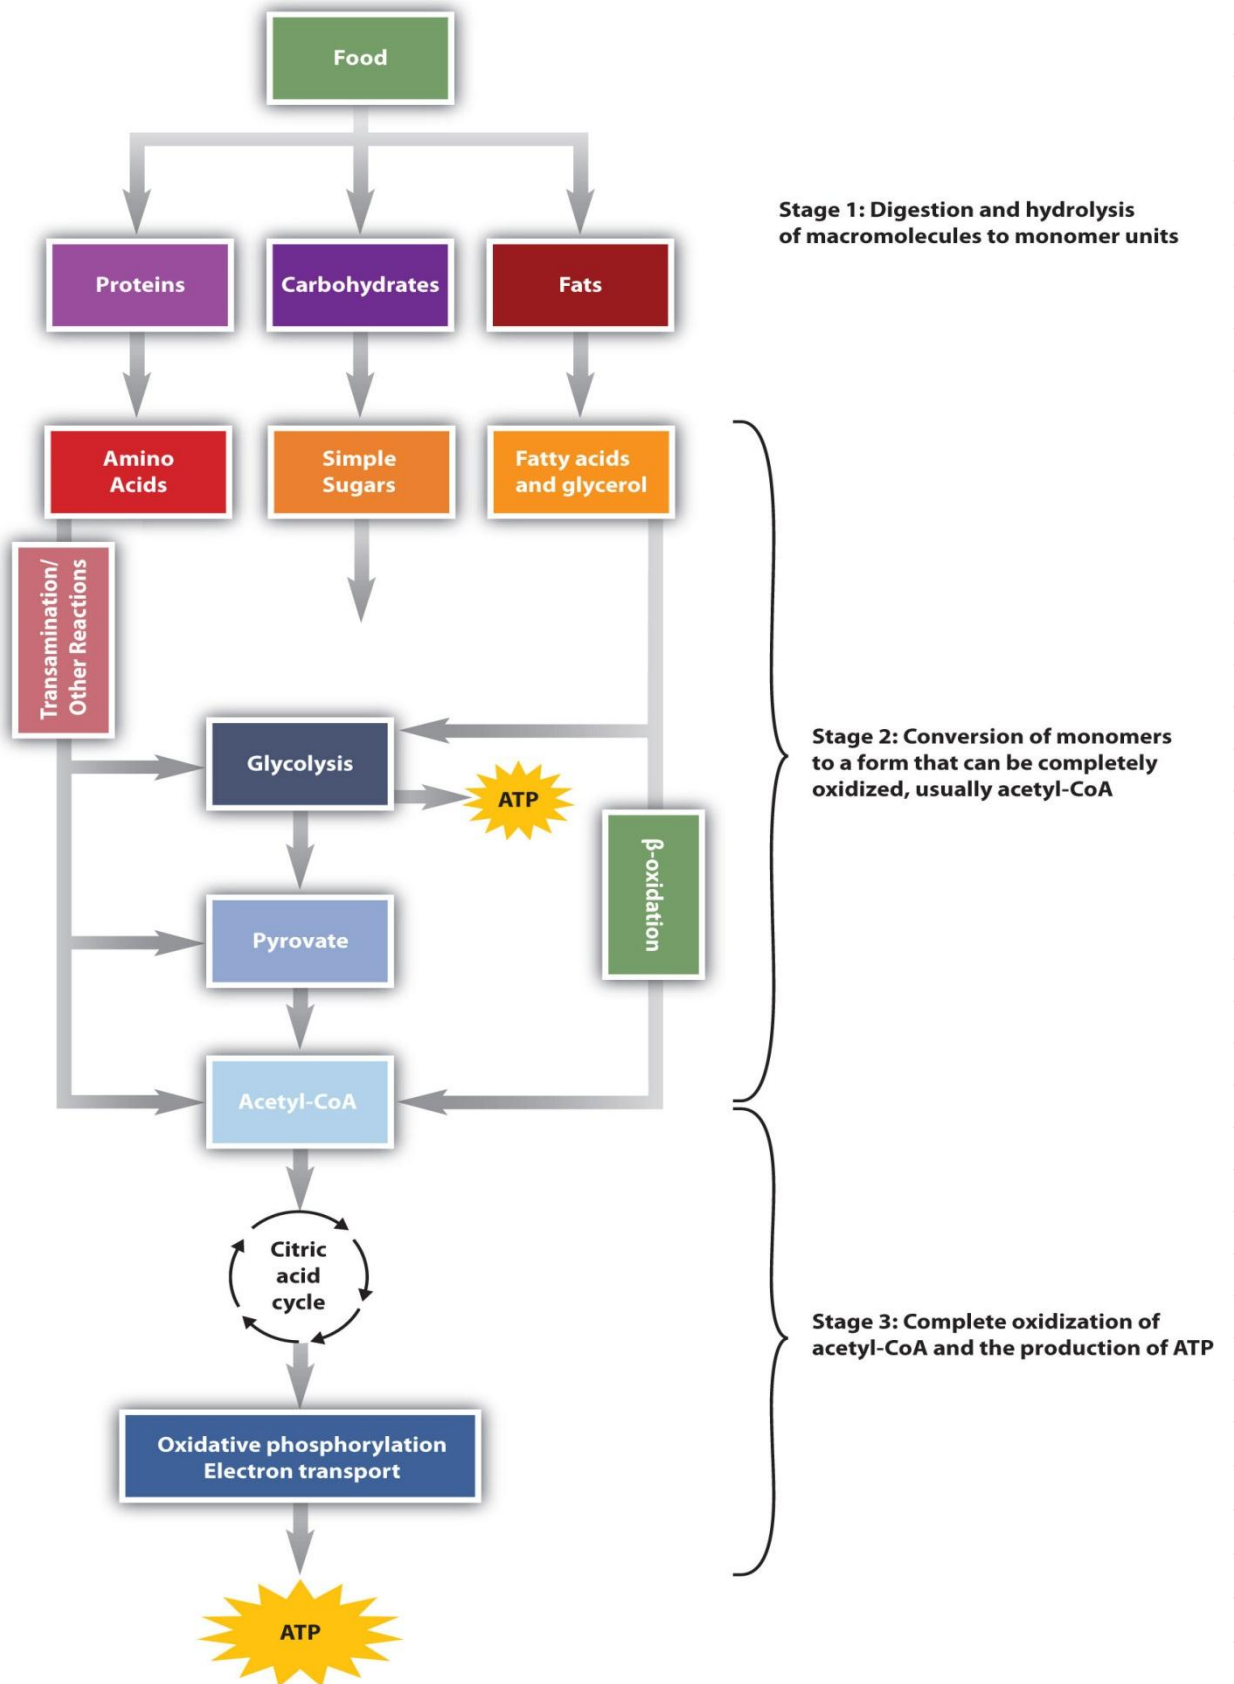 Food
Stage 1: Digestion and hydrolysis
of macromolecules to monomer units
Proteins
Carbohydrates
Fats
Amino
Acids
Simple
Sugars
Fatty acids
and glycerol
Transamination/
Other Reactions
Glycolysis
ATP
Stage 2: Conversion of monomers
to a form that can be completely
oxidized, usually acetyl-CoA
β-oxidation
Pyrovate
Acetyl-CoA
Citric
acid
cycle
Stage 3: Complete oxidization of
acetyl-CoA and the production of ATP
Oxidative phosphorylation
Electron transport
ATP